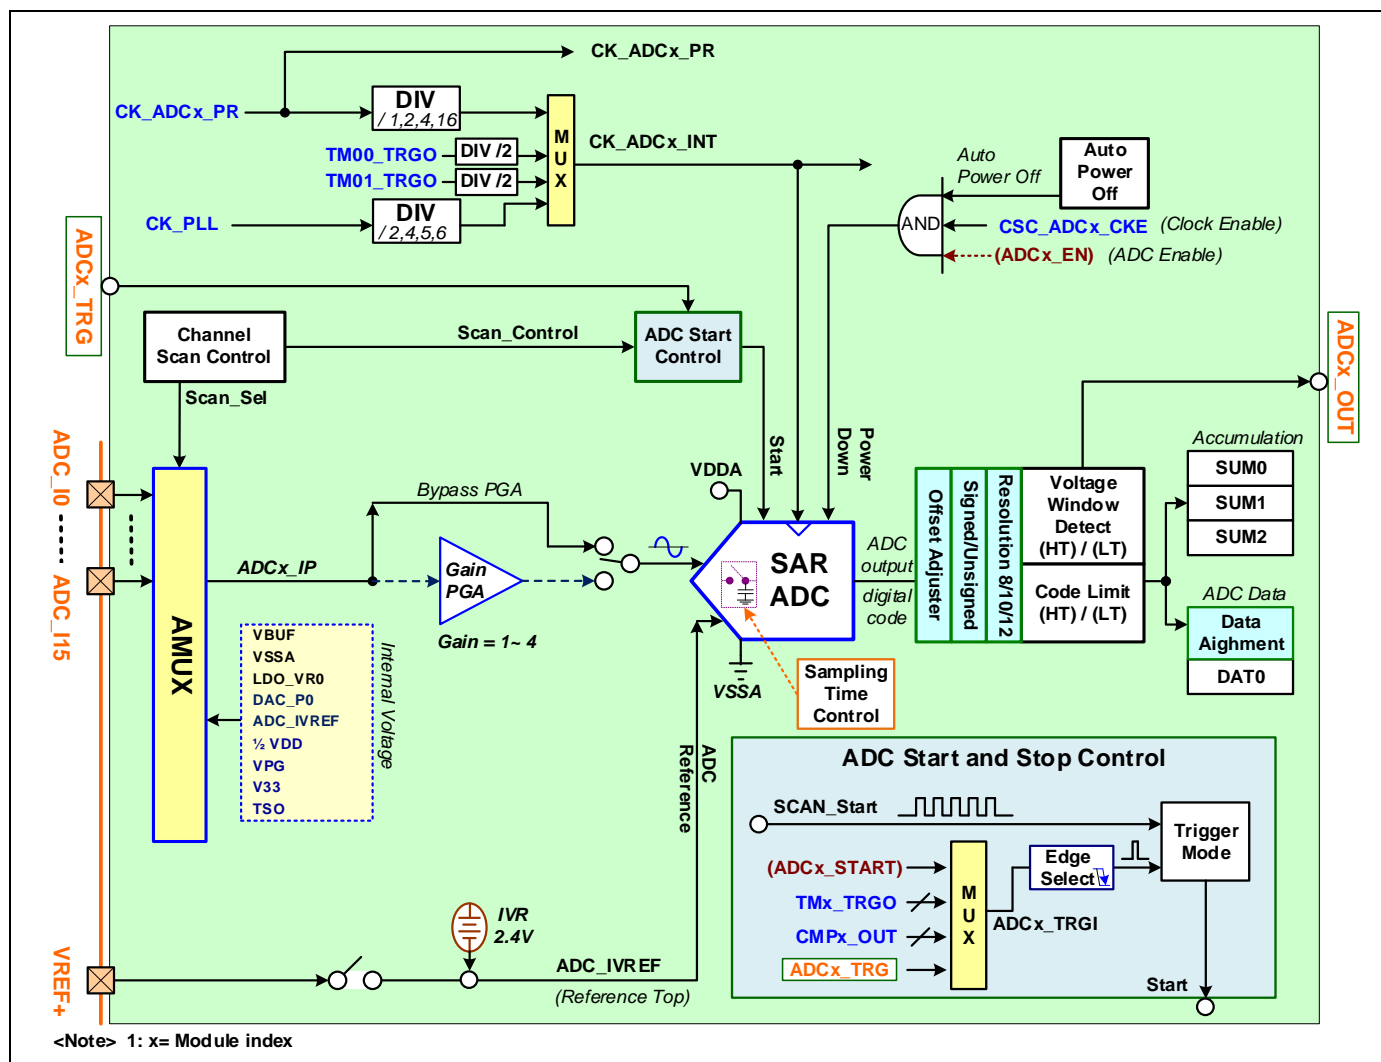 CK_ADCx_PR
CK_ADCx_PR
DIV
/ 1,2,4,16
TM00_TRGO
DIV /2
TM01_TRGO
DIV /2
CK_PLL
DIV
/ 2,4,5,6
M
U
X
CK_ADCx_INT
Auto
Power Off
Auto
Power
Off
AND
CSC_ADCx_CKE
(Clock Enable)
(ADCx_EN)
(ADC Enable)
ADCx_TRG
Channel
Scan Control
Scan_Control
ADC Start
Control
Scan_Sel
Start
Power
Down
ADCx_OUT
ADC_I0
ADC_I15
AMUX
ADCx_IP
Bypass PGA
Gain
PGA
Gain = 1~ 4
VDDA
SAR
ADC
VSSA
ADC
output
digital
code
Offset Adjuster
Signed/Unsigned
Resolution 8/10/12
Voltage
Window
Detect
(HT) / (LT)
Code Limit
(HT) / (LT)
Accumulation
SUM0
SUM1
SUM2
ADC Data
Data
Aighment
DAT0
VBUF
VSSA
LDO_VR0
DAC_P0
ADC_IVREF
½ VDD
VPG
V33
TSO
Internal Voltage
Sampling
Time
Control
ADC
Reference
VREF+
IVR
2.4V
ADC_IVREF
(Reference Top)
ADC Start and Stop Control
SCAN_Start
(ADCx_START)
TMx_TRGO
CMPx_OUT
ADCx_TRG
M
U
X
ADCx_TRGI
Edge
Select
Trigger
Mode
Start
<Note> 1: x= Module index